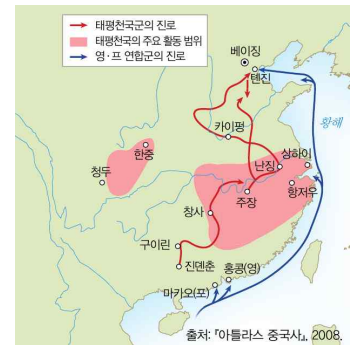 태평천국군의 진로
태평천국의 주요 활동 범위
영·프 연합군의 진로
베이징
톈진
카이펑
황해
한중
상하이
난징
청두
주장
항저우
창사
구이린
진톈춘
홍콩(영)
마카오(포)
출처: 『아틀라스 중국사』, 2008.